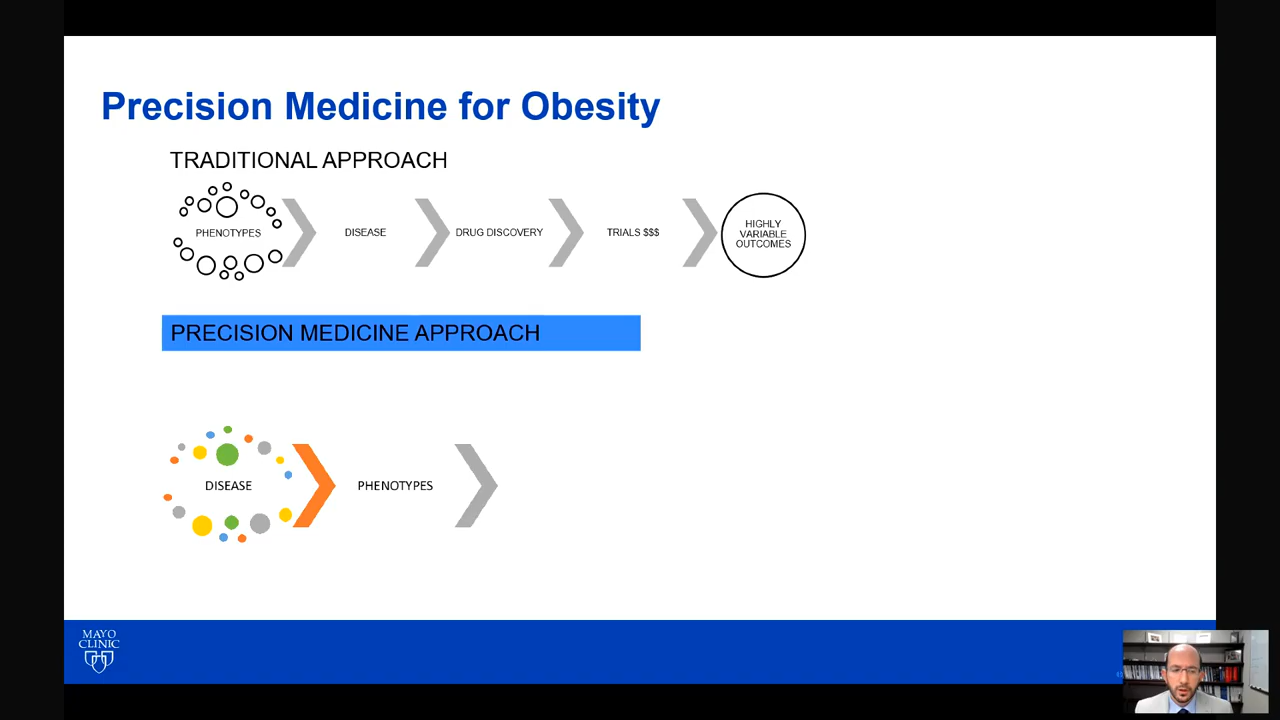 Precision Medicine for Obesity
TRADITIONAL APPROACH
PHENOTYPES
DISEASE
DRUG DISCOVERY
TRIALS $$$
HIGHLY
VARIABLE
OUTCOMES
PRECISION MEDICINE APPROACH
DISEASE
PHENOTYPES
MAYO
CLINIC